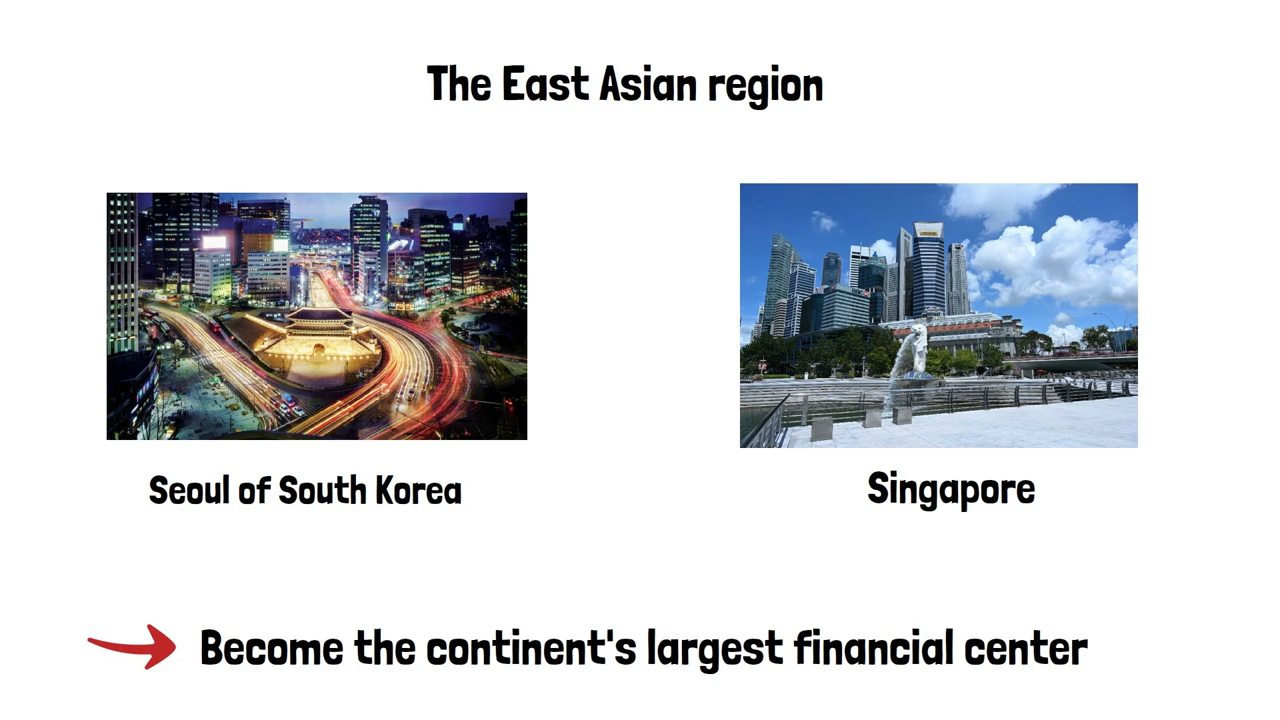 The East Asian region
Seoul of South Korea
Singapore
Become the continent's largest financial center